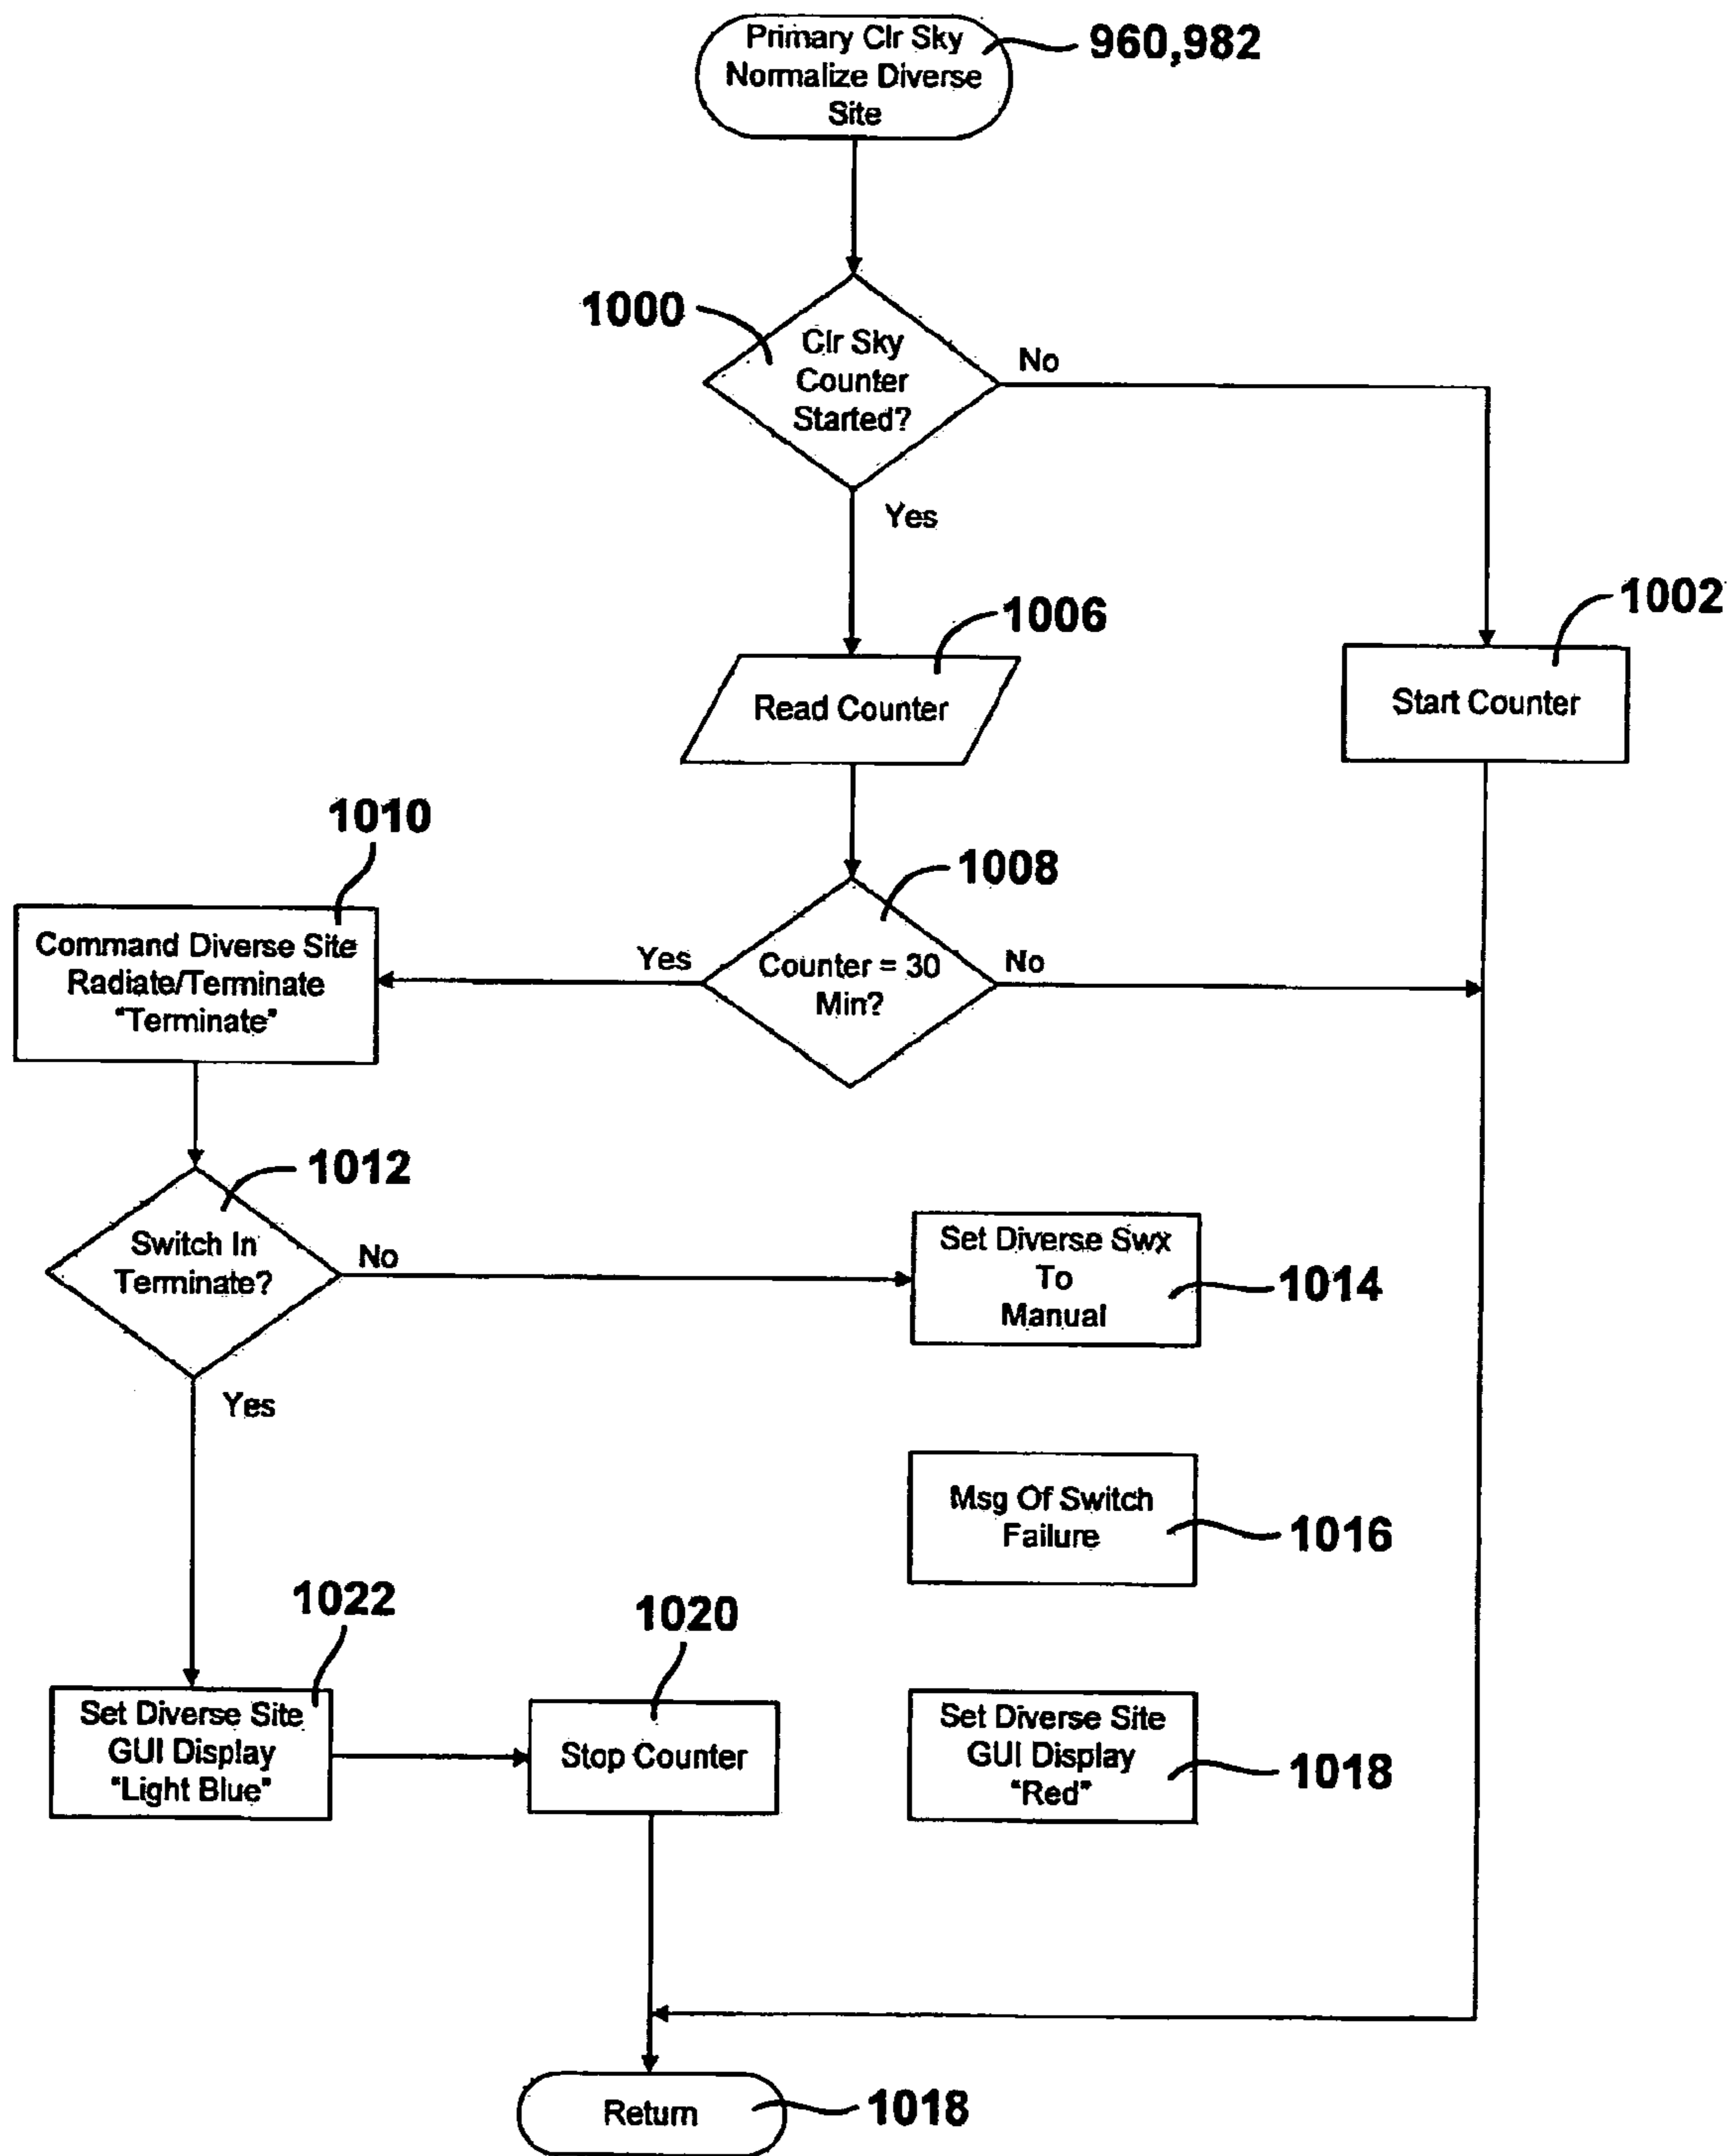 Primary Clr Sky
Normalize Diverse
Site
960,982
1000
Clr Sky
Counter
Started?
No
Yes
1002
Start Counter
1006
Read Counter
1008
Counter = 30
Min?
Yes
No
1010
Command Diverse Site
Radiate/Terminate
"Terminate"
1012
Switch In
Terminate?
No
Yes
Set Diverse Swx
To
Manual
1014
Msg Of Switch
Failure
1016
1022
Set Diverse Site
GUI Display
"Light Blue"
1020
Stop Counter
Set Diverse Site
GUI Display
"Red"
1018
Return
1018